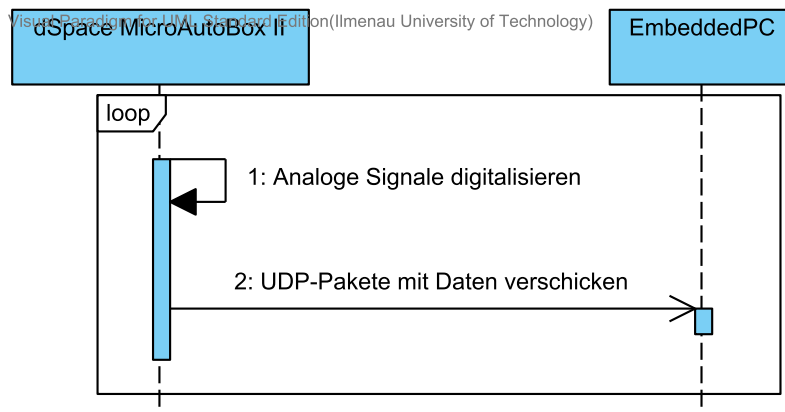 Visual Paradigm for UML Standard Edition(Ilmenau University of Technology)
dSpace MicroAutoBox II
EmbeddedPC
loop
1: Analoge Signale digitalisieren
2: UDP-Pakete mit Daten verschicken